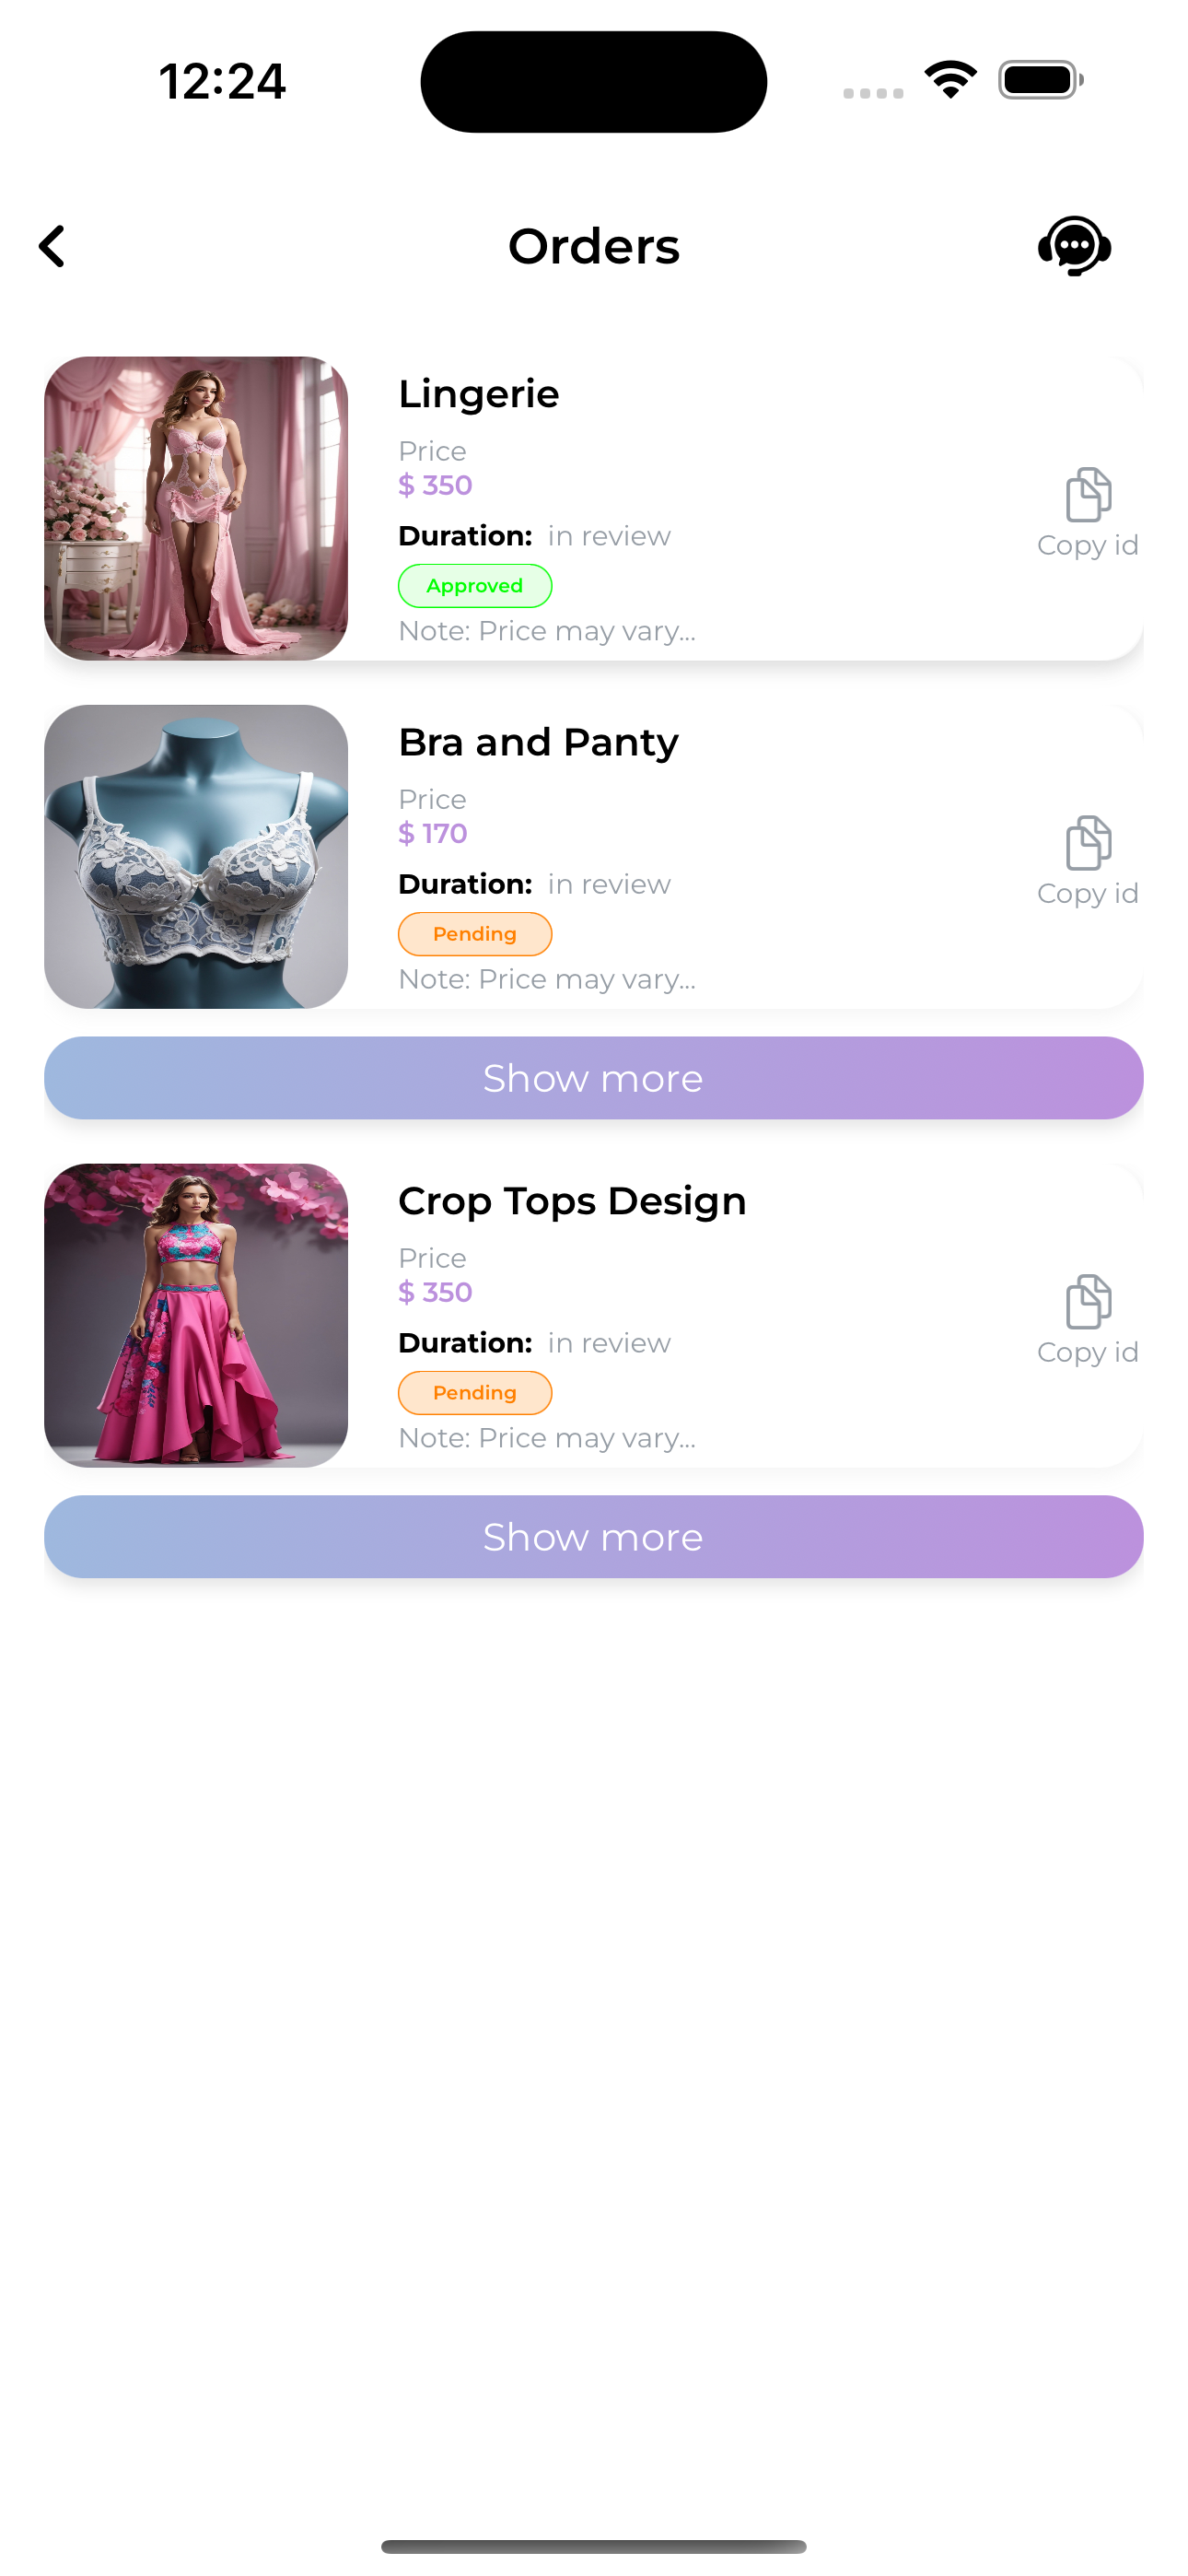 12:24
Orders
Lingerie
Price
$ 350
Duration: in review
Approved
Note: Price may vary...
Copy id
Bra and Panty
Price
$ 170
Duration: in review
Pending
Note: Price may vary...
Copy id
Show more
Crop Tops Design
Price
$ 350
Duration: in review
Pending
Note: Price may vary...
Copy id
Show more